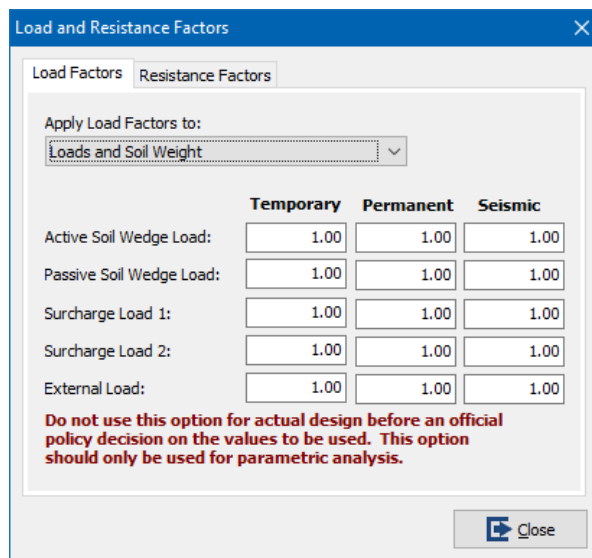 Load and Resistance Factors
Load Factors Resistance Factors
Apply Load Factors to:
Loads and Soil Weight
Temporary Permanent Seismic
Active Soil Wedge Load: 1.00 1.00 1.00
Passive Soil Wedge Load: 1.00 1.00 1.00
Surcharge Load 1: 1.00 1.00 1.00
Surcharge Load 2: 1.00 1.00 1.00
External Load: 1.00 1.00 1.00
Do not use this option for actual design before an official
policy decision on the values to be used. This option
should only be used for parametric analysis.
Close